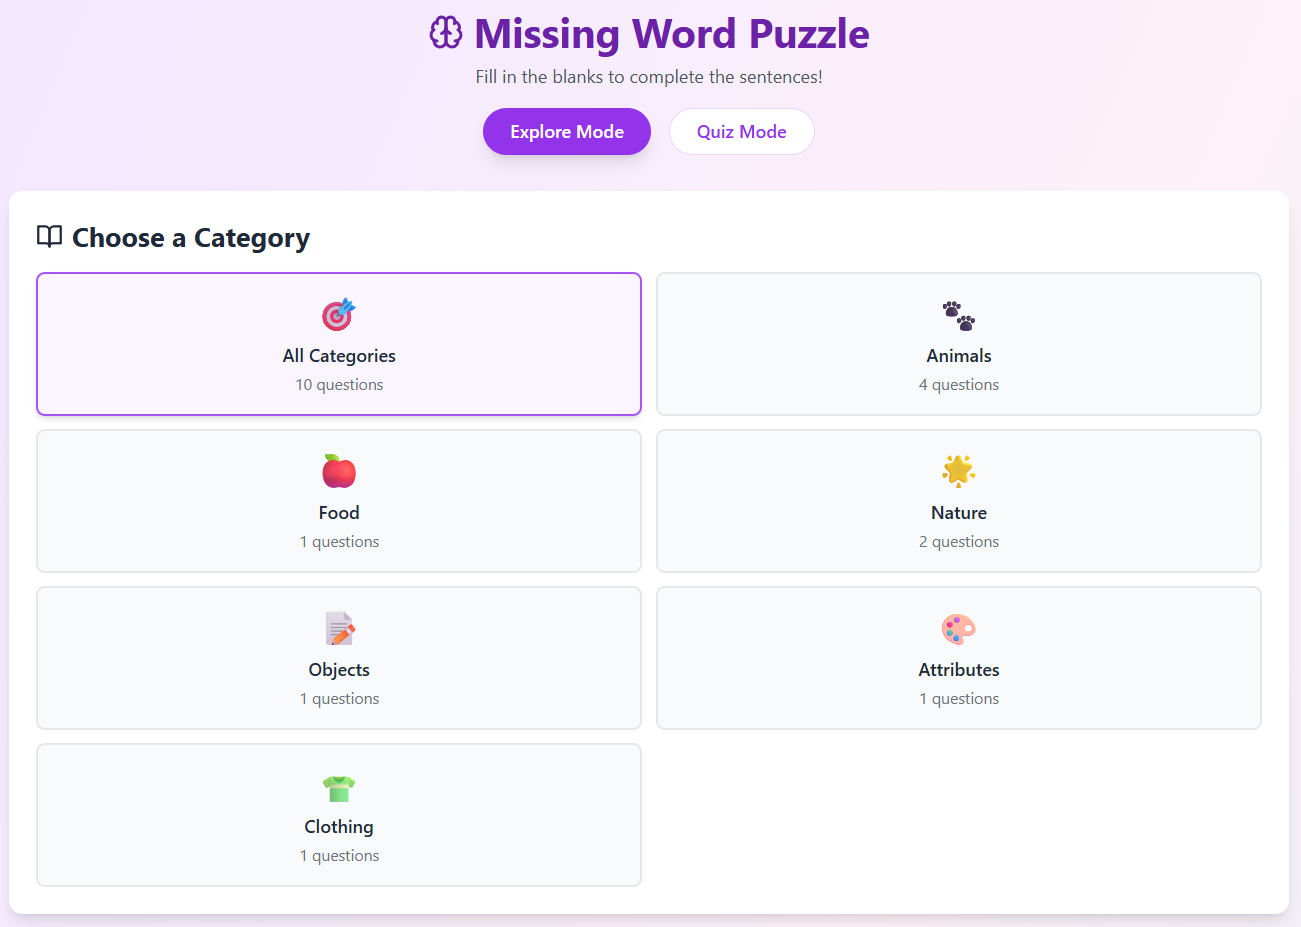 Missing Word Puzzle
Fill in the blanks to complete the sentences!
Explore Mode
Quiz Mode
Choose a Category
All Categories
10 questions
Animals
4 questions
Food
1 questions
Nature
2 questions
Objects
1 questions
Attributes
1 questions
Clothing
1 questions